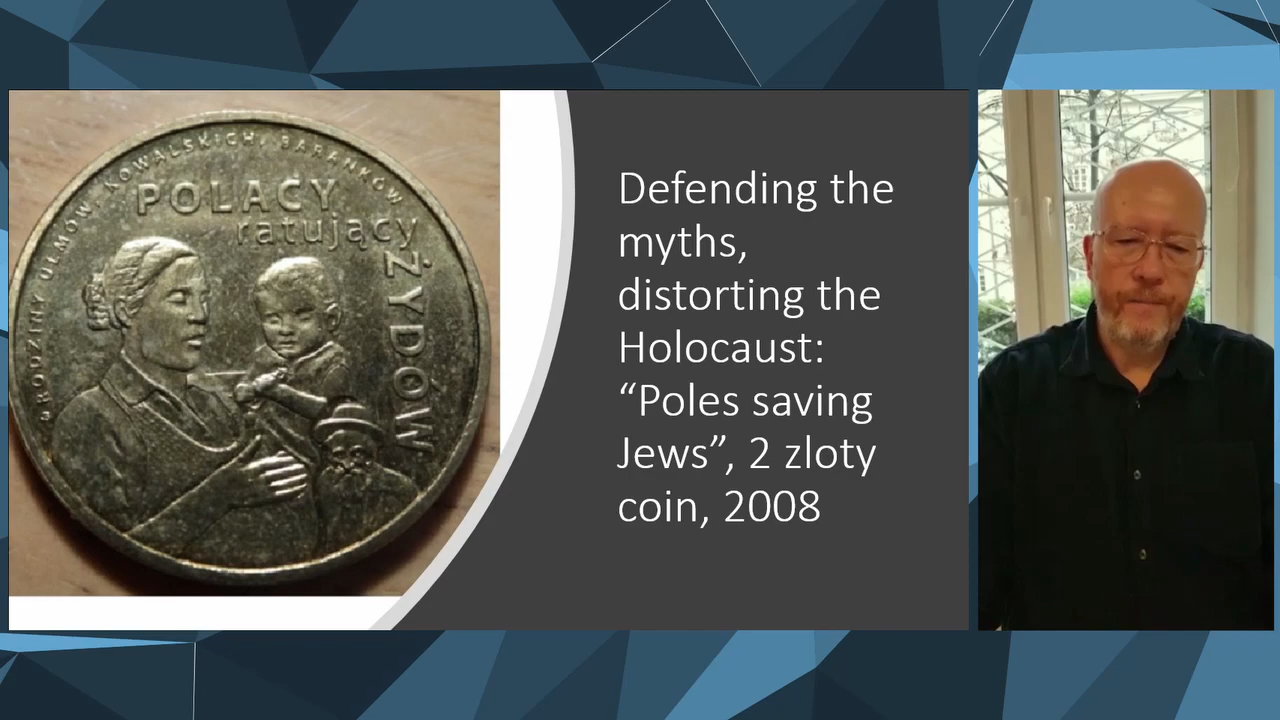 RODZINY ULMÓW, KOWALSKICH, BARANKÓW
POLACY
ratujący
ŻYDÓW
Defending the
myths,
distorting the
Holocaust:
“Poles saving
Jews”, 2 zloty
coin, 2008